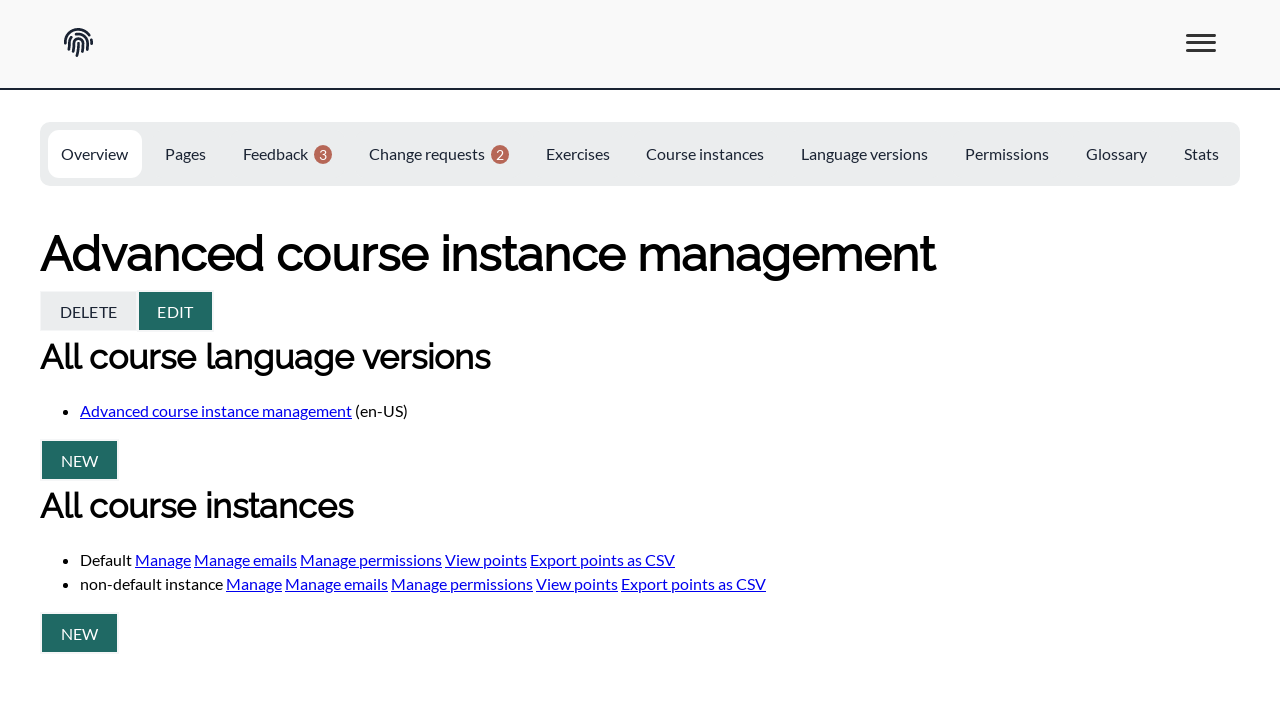 Overview Pages Feedback 3 Change requests 2 Exercises Course instances Language versions Permissions Glossary Stats
Advanced course instance management
DELETE EDIT
All course language versions
Advanced course instance management (en-US)
NEW
All course instances
Default Manage Manage emails Manage permissions View points Export points as CSV
non-default instance Manage Manage emails Manage permissions View points Export points as CSV
NEW